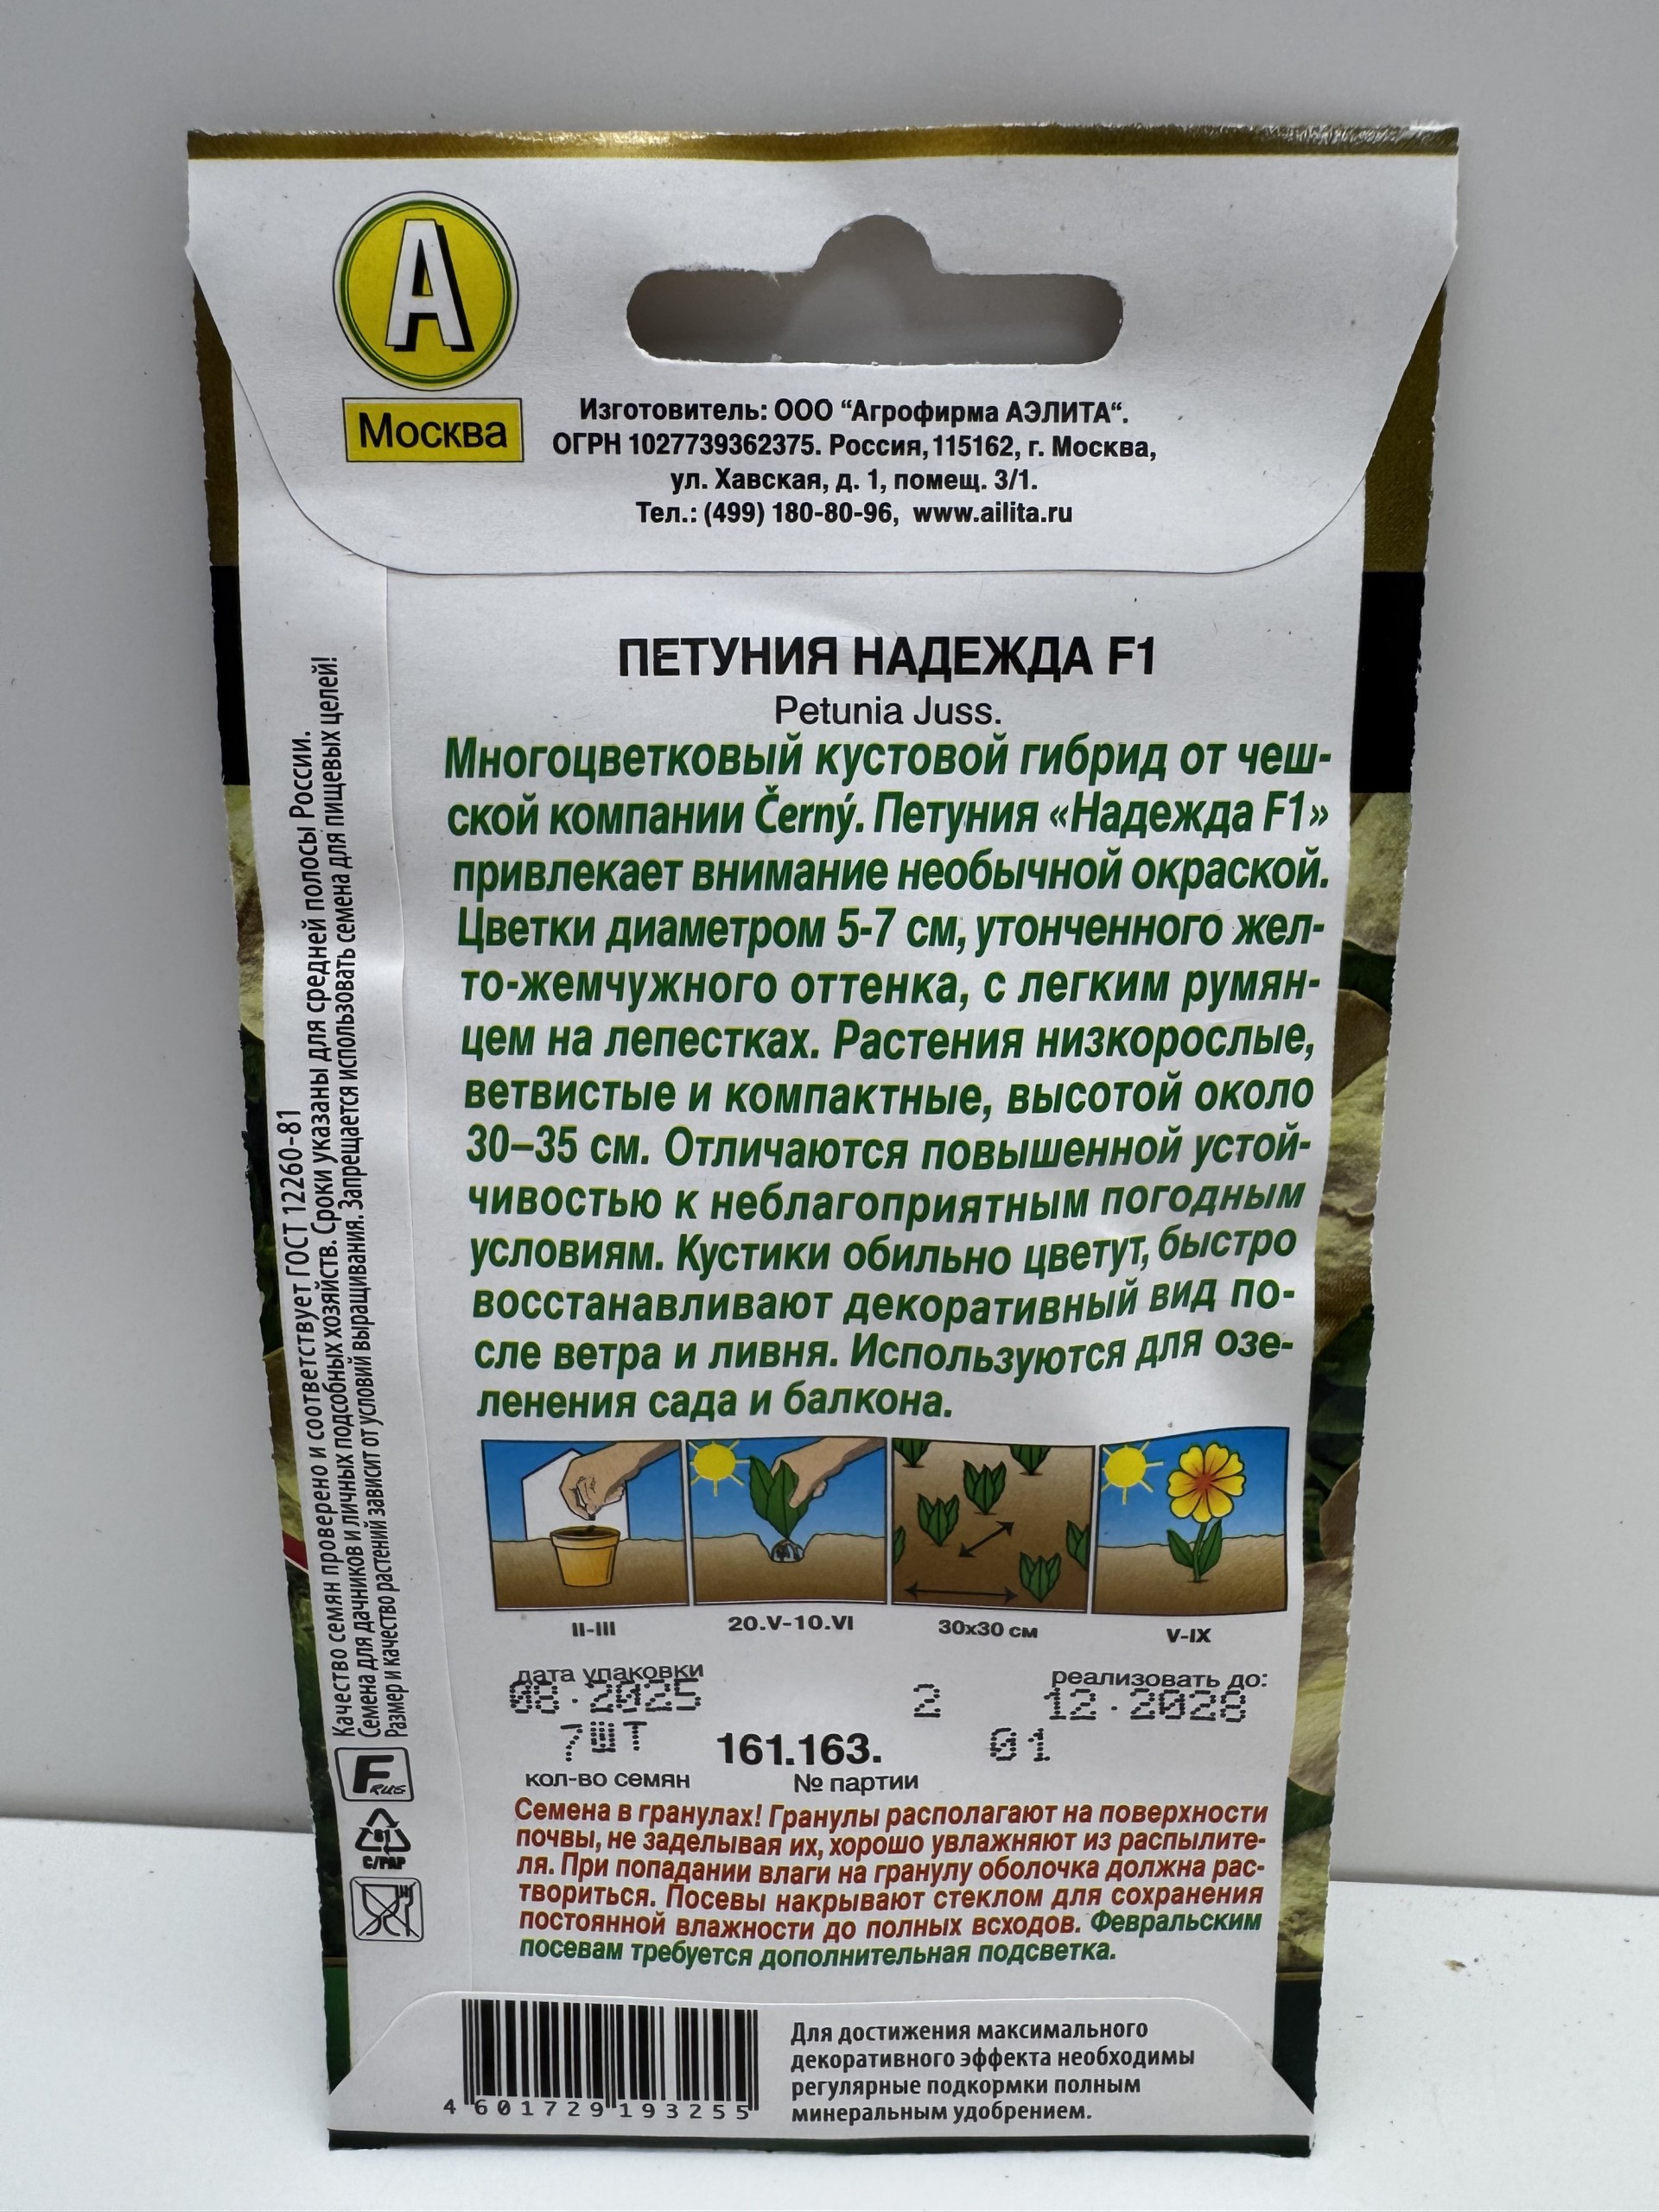 А
Москва
Изготовитель: ООО “Агрофирма АЭЛИТА“.
ОГРН 1027739362375. Россия, 115162, г. Москва,
ул. Хавская, д. 1, помещ. 3/1.
Тел.: (499) 180-80-96, www.ailita.ru
ПЕТУНИЯ НАДЕЖДА F1
Petunia Juss.
Многоцветковый кустовой гибрид от чеш-
ской компании Černý. Петуния «Надежда F1»
привлекает внимание необычной окраской.
Цветки диаметром 5-7 см, утонченного жел-
то-жемчужного оттенка, с легким румян-
цем на лепестках. Растения низкорослые,
ветвистые и компактные, высотой около
30–35 см. Отличаются повышенной устой-
чивостью к неблагоприятным погодным
условиям. Кустики обильно цветут, быстро
восстанавливают декоративный вид по-
сле ветра и ливня. Используются для озе-
ленения сада и балкона.
II-III
20.V-10.VI
30х30 см
V-IX
дата упаковки
реализовать до:
08.2025 2 12.2028
7ШТ 161.163. 01
кол-во семян № партии
Семена в гранулах! Гранулы располагают на поверхности
почвы, не заделывая их, хорошо увлажняют из распылите-
ля. При попадании влаги на гранулу оболочка должна рас-
твориться. Посевы накрывают стеклом для сохранения
постоянной влажности до полных всходов. Февральским
посевам требуется дополнительная подсветка.
Качество семян проверено и соответствует ГОСТ 12260-81
Семена для дачников и личных подсобных хозяйств. Сроки указаны для средней полосы России.
Размер и качество растений зависит от условий выращивания. Запрещается использовать семена для пищевых целей!
F RUS
81
C/PAP
4 601729 193255
Для достижения максимального
декоративного эффекта необходимы
регулярные подкормки полным
минеральным удобрением.